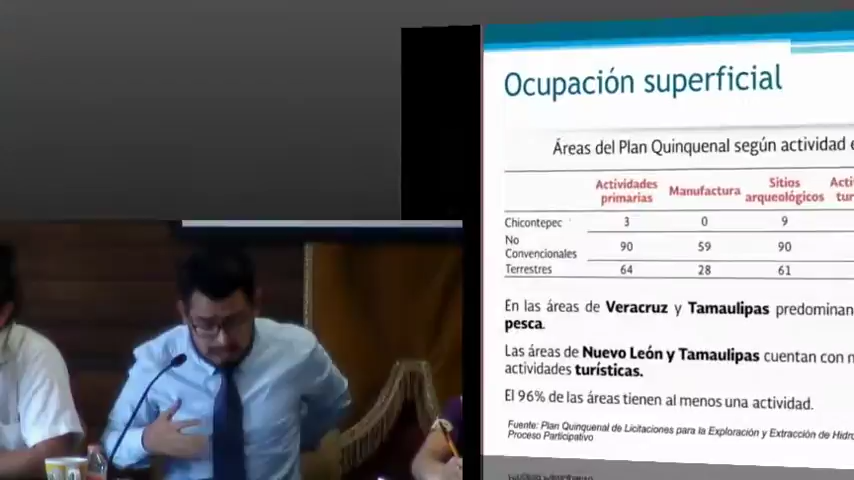 Ocupación superficial
Áreas del Plan Quinquenal según actividad
Actividades primarias Manufactura Sitios arqueológicos
Chicontepec 3 0 9
No Convencionales 90 59 90
Terrestres 64 28 61
En las áreas de Veracruz y Tamaulipas predominan
pesca.
Las áreas de Nuevo León y Tamaulipas cuentan con
actividades turísticas.
El 96% de las áreas tienen al menos una actividad.
Fuente: Plan Quinquenal de Licitaciones para la Exploración y Extracción de
Proceso Participativo